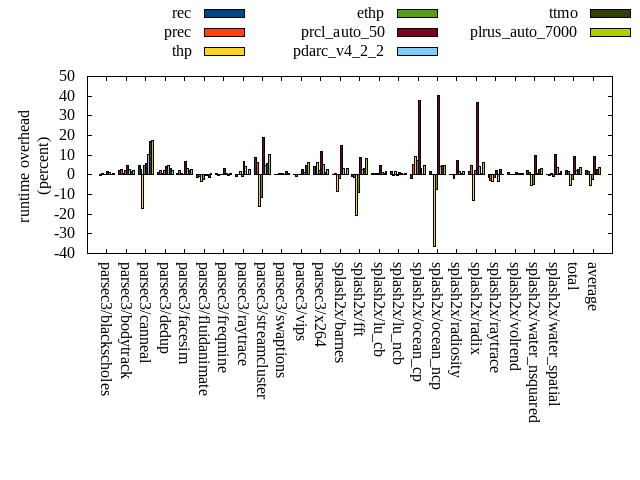 rec ethp ttmo
prec prcl_auto_50 plrus_auto_7000
thp pdarc_v4_2_2
runtime overhead
(percent)
50
40
30
20
10
0
-10
-20
-30
-40
parsec3/blackscholes
parsec3/bodytrack
parsec3/canneal
parsec3/dedup
parsec3/facesim
parsec3/fluidanimate
parsec3/freqmine
parsec3/raytrace
parsec3/streamcluster
parsec3/swaptions
parsec3/vips
parsec3/x264
splash2x/barnes
splash2x/fft
splash2x/lu_cb
splash2x/lu_ncb
splash2x/ocean_cp
splash2x/ocean_ncp
splash2x/radiosity
splash2x/radix
splash2x/raytrace
splash2x/volrend
splash2x/water_nsquared
splash2x/water_spatial
total
average